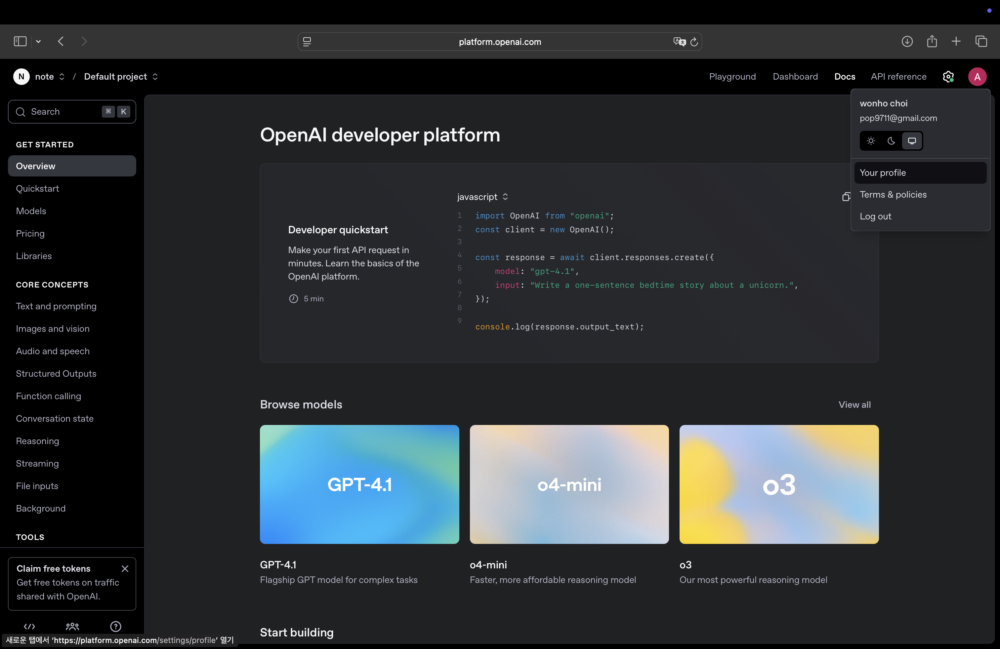 platform.openai.com
N note / Default project
Playground Dashboard Docs API reference A
wonho choi
pop9711@gmail.com
Your profile
Terms & policies
Log out
Search ⌘ K
GET STARTED
Overview
Quickstart
Models
Pricing
Libraries
CORE CONCEPTS
Text and prompting
Images and vision
Audio and speech
Structured Outputs
Function calling
Conversation state
Reasoning
Streaming
File inputs
Background
TOOLS
Claim free tokens
Get free tokens on traffic
shared with OpenAI.
새로운 탭에서 ‘https://platform.openai.com/settings/profile’ 열기
OpenAI developer platform
Developer quickstart
Make your first API request in
minutes. Learn the basics of the
OpenAI platform.
5 min
javascript
1 import OpenAI from "openai";
2 const client = new OpenAI();
3
4 const response = await client.responses.create({
5 model: "gpt-4.1",
6 input: "Write a one-sentence bedtime story about a unicorn.",
7 });
8
9 console.log(response.output_text);
Browse models
View all
GPT-4.1
o4-mini
o3
GPT-4.1
Flagship GPT model for complex tasks
o4-mini
Faster, more affordable reasoning model
o3
Our most powerful reasoning model
Start building